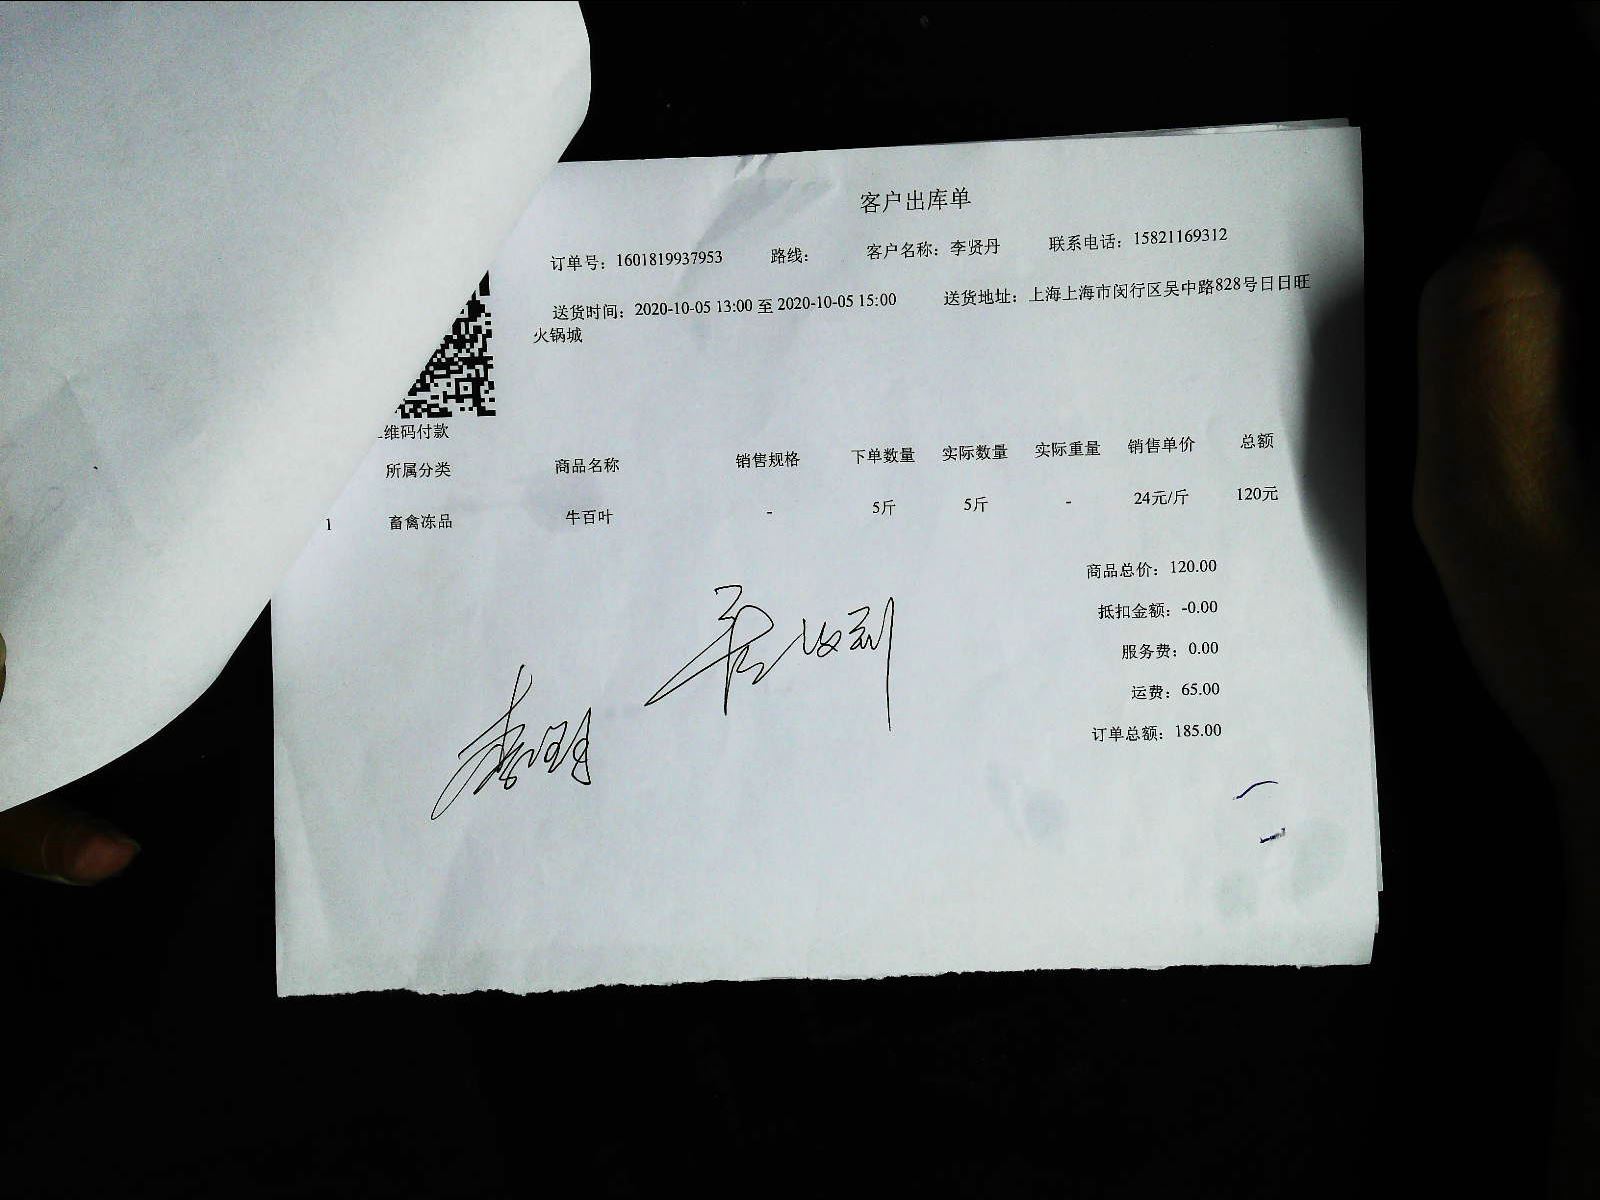 客户出库单
订单号：1601819937953 路线： 客户名称：李贤丹 联系电话：15821169312
送货时间：2020-10-05 13:00 至 2020-10-05 15:00 送货地址：上海上海市闵行区吴中路828号日日旺
火锅城
维码付款
所属分类 商品名称 销售规格 下单数量 实际数量 实际重量 销售单价 总额
1 畜禽冻品 牛百叶 - 5斤 5斤 - 24元/斤 120元
商品总价：120.00
抵扣金额：-0.00
服务费：0.00
运费：65.00
订单总额：185.00